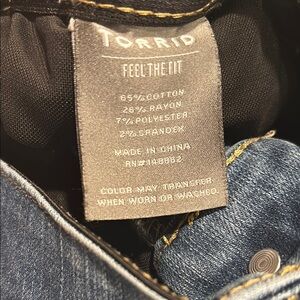 TORRID
FEEL THE FIT
65% COTTON
26% RAYON
7% POLYESTER
2% SPANDEX
MADE IN CHINA
RN#148882
COLOR MAY TRANSFER
WHEN WORN OR WASHED.